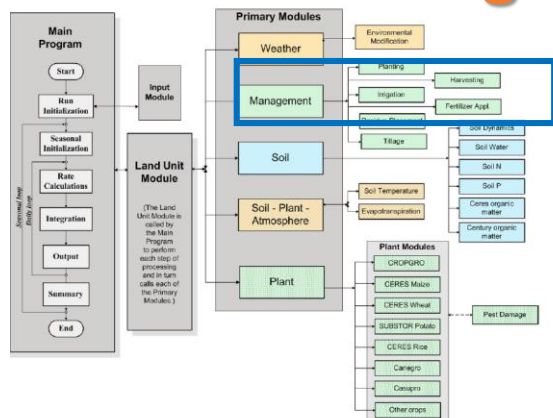 Main
Program
Start
Run
Initialization
Seasonal
Initialization
Rate
Calculations
Integration
Output
Summary
End
Seasonal loop
Daily loop
Input
Module
Land Unit
Module
(The Land
Unit Module is
called by
the Main
Program
to perform
each step of
processing
and in turn
calls each of
the Primary
Modules.)
Primary Modules
Weather
Management
Soil
Soil - Plant -
Atmosphere
Plant
Environmental
Modification
Planting
Harvesting
Irrigation
Fertilizer Appl.
Tillage
Soil Dynamics
Soil Water
Soil N
Soil P
Ceres organic
matter
Century organic
matter
Soil Temperature
Evapotranspiration
Plant Modules
CROPGRO
CERES Maize
CERES Wheat
SUBSTOR Potato
CERES Rice
Canegro
Other crops
Pest Damage